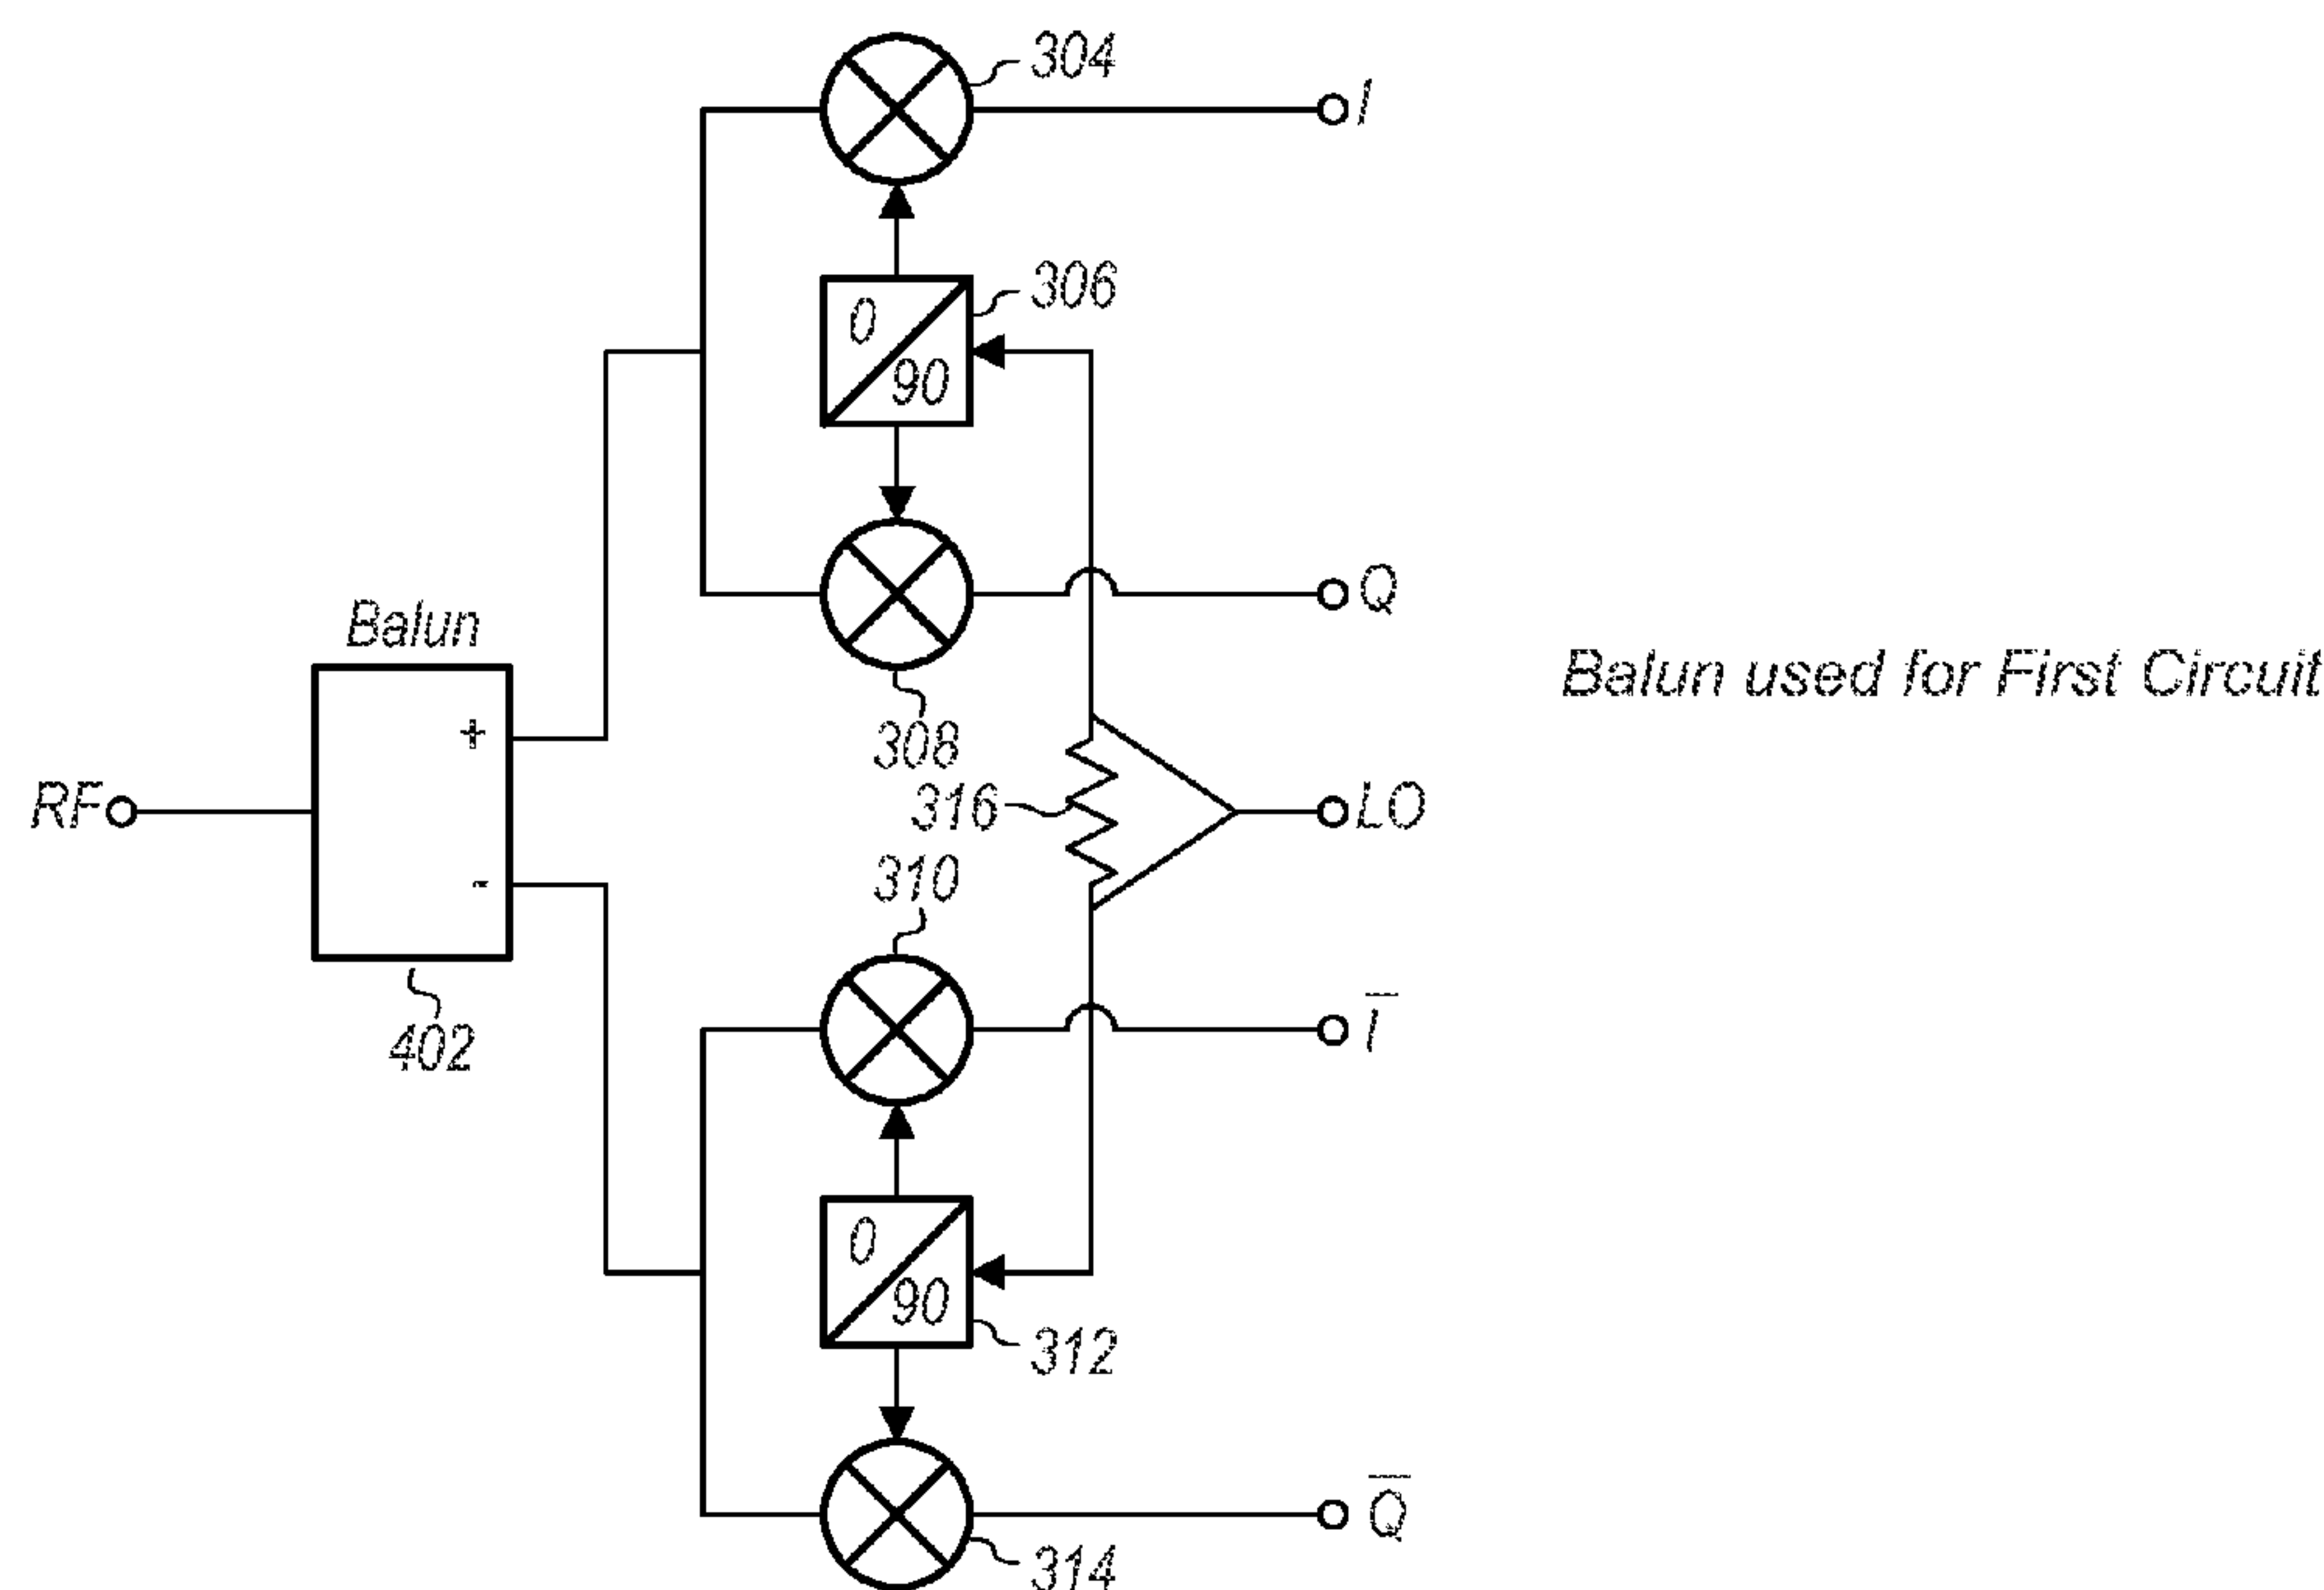 304
I
306
0
90
Q
Balun
Balun used for First Circuit
+
308
RF
316
LO
310
-
402
I̅
0
90
312
Q̅
314